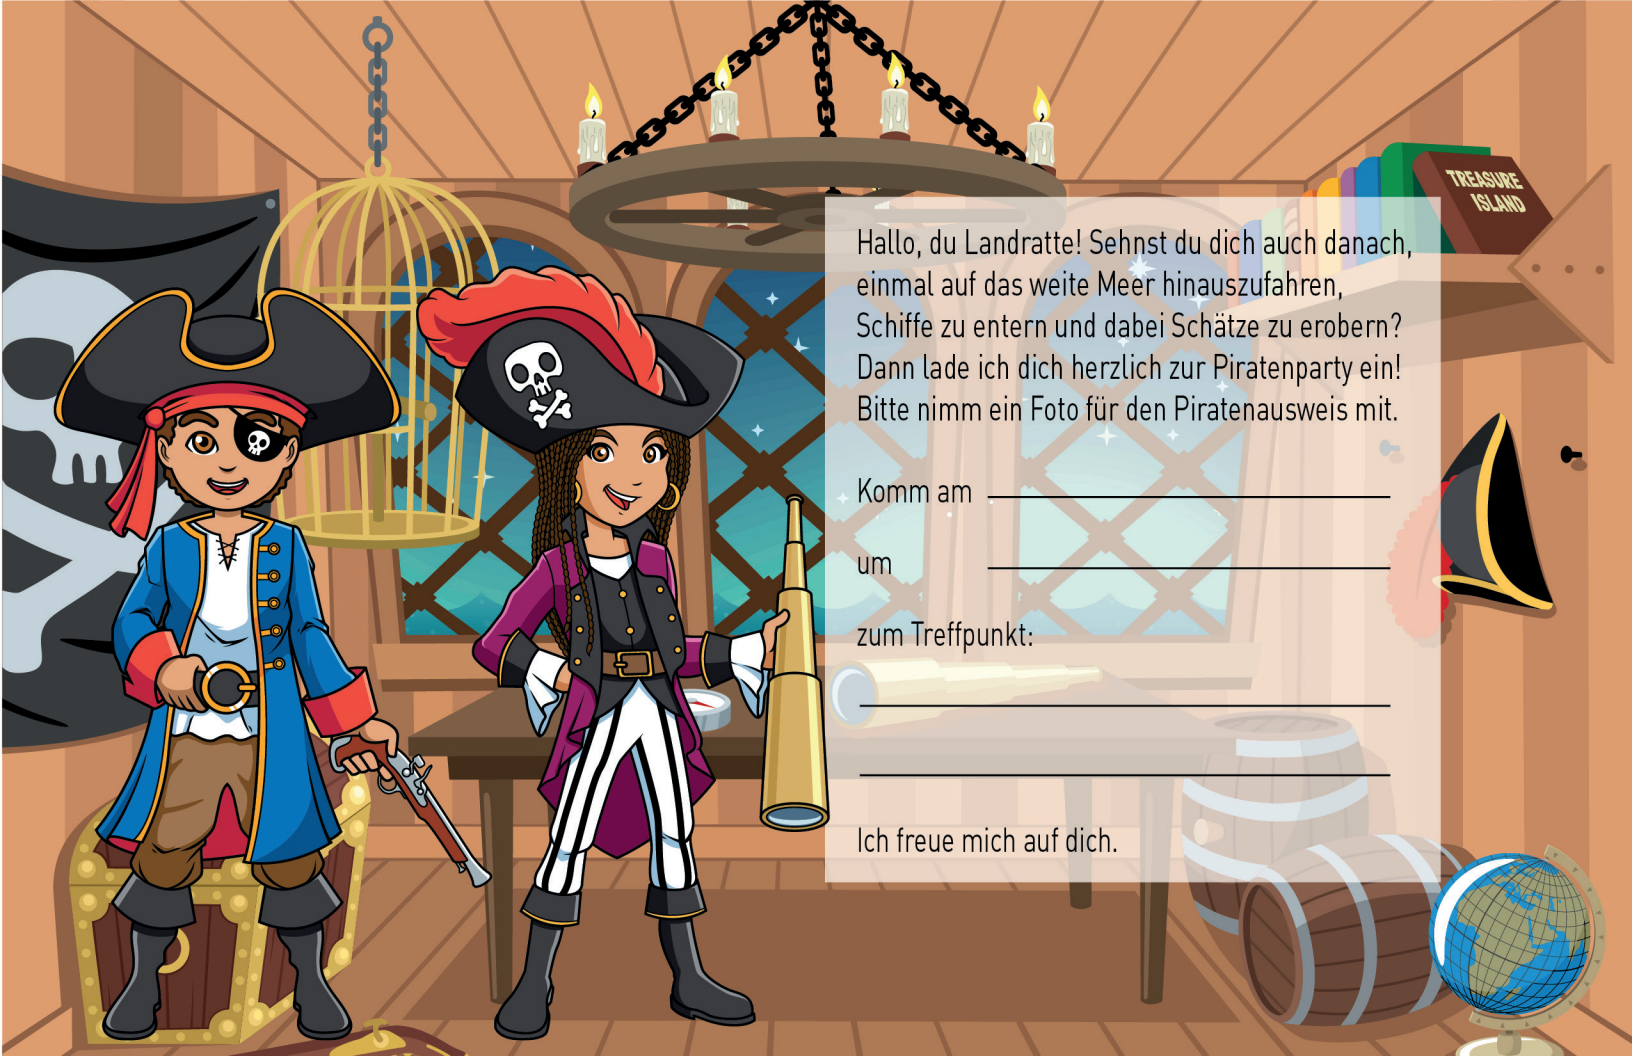 TREASURE
ISLAND
Hallo, du Landratte! Sehnst du dich auch danach,
einmal auf das weite Meer hinauszufahren,
Schiffe zu entern und dabei Schätze zu erobern?
Dann lade ich dich herzlich zur Piratenparty ein!
Bitte nimm ein Foto für den Piratenausweis mit.
Komm am
um
zum Treffpunkt:
Ich freue mich auf dich.